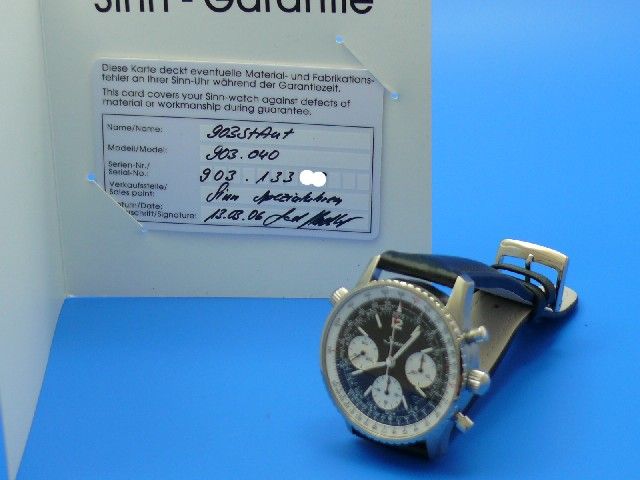 Sinn - Garantie
Diese Karte deckt eventuelle Material- und Fabrikations-
fehler an Ihrer Sinn-Uhr während der Garantiezeit.
This card covers your Sinn-watch against defects of
material or workmanship during guarantee.
Name/Name: 903StAut
Modell/Model: 903.040
Serien-Nr./
Serial-No.: 903.133
Verkaufsstelle/
Sales point: Sinn Spezialuhren
Datum/Date: 13.03.06
schrift/Signature:
12